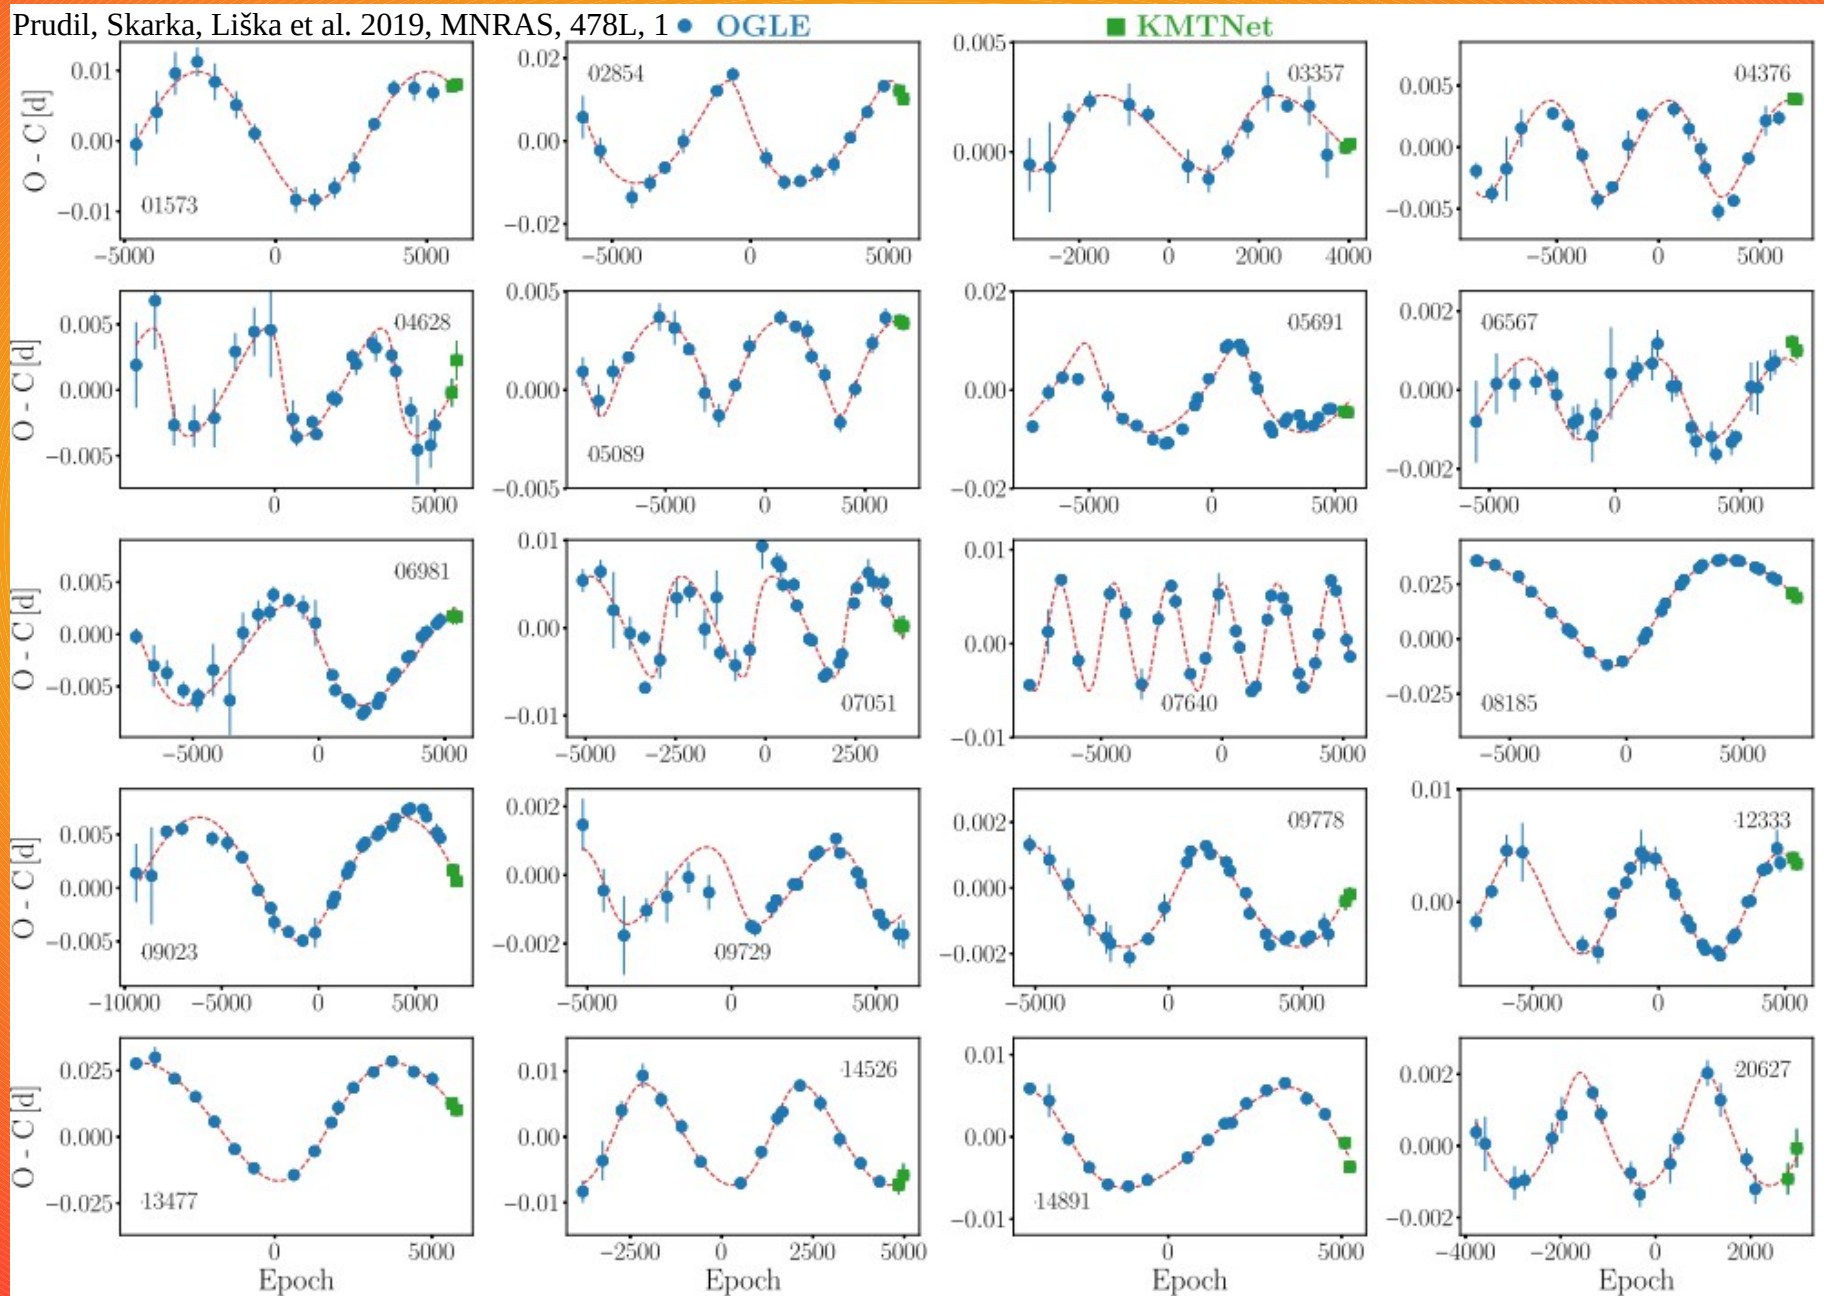 Prudil, Skarka, Liška et al. 2019, MNRAS, 478L, 1 OGLE KMTNet
O - C [d] 0.01 0.00 −0.01 01573 0.02 0.00 −0.02 02854 0.005 0.000 03357 0.005 0.000 −0.005 04376
−5000 0 5000 −5000 0 5000 −2000 0 2000 4000 −5000 0 5000
O - C [d] 0.005 0.000 −0.005 04628 0.005 0.000 −0.005 05089 0.02 0.00 −0.02 05691 0.002 0.000 −0.002 06567
0 5000 −5000 0 5000 −5000 0 5000 −5000 0 5000
O - C [d] 0.005 0.000 −0.005 06981 0.01 0.00 −0.01 07051 0.01 0.00 −0.01 07640 0.025 0.000 −0.025 08185
−5000 0 5000 −5000 −2500 0 2500 −5000 0 5000 −5000 0 5000
O - C [d] 0.005 0.000 −0.005 09023 0.002 0.000 −0.002 09729 0.002 0.000 −0.002 09778 0.01 0.00 12333
−10000 −5000 0 5000 −5000 0 5000 −5000 0 5000 −5000 0 5000
O - C [d] 0.025 0.000 −0.025 13477 0.01 0.00 −0.01 14526 0.01 0.00 −0.01 14891 0.002 0.000 −0.002 20627
0 5000 −2500 0 2500 5000 0 5000 −4000 −2000 0 2000
Epoch Epoch Epoch Epoch